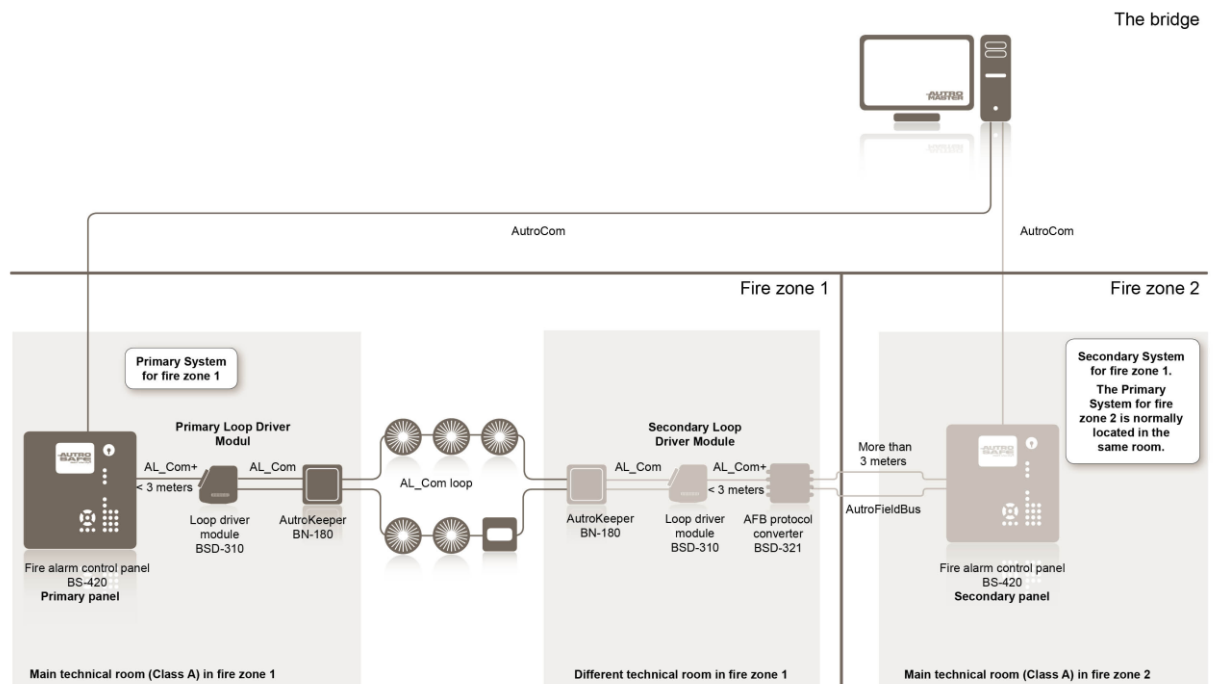 The bridge
AUTRO
MASTER
AutroCom
AutroCom
Fire zone 1
Fire zone 2
Primary System
for fire zone 1
Secondary System
for fire zone 1.
The Primary
System for fire
zone 2 is normally
located in the
same room.
Primary Loop Driver
Modul
Secondary Loop
Driver Module
AUTRO
SAFE
AL_Com+
< 3 meters
AL_Com
AL_Com loop
AL_Com
AL_Com+
< 3 meters
More than
3 meters
AutroFieldBus
AUTRO
SAFE
Loop driver
module
BSD-310
AutroKeeper
BN-180
AutroKeeper
BN-180
Loop driver
module
BSD-310
AFB protocol
converter
BSD-321
Fire alarm control panel
BS-420
Primary panel
Fire alarm control panel
BS-420
Secondary panel
Main technical room (Class A) in fire zone 1
Different technical room in fire zone 1
Main technical room (Class A) in fire zone 2